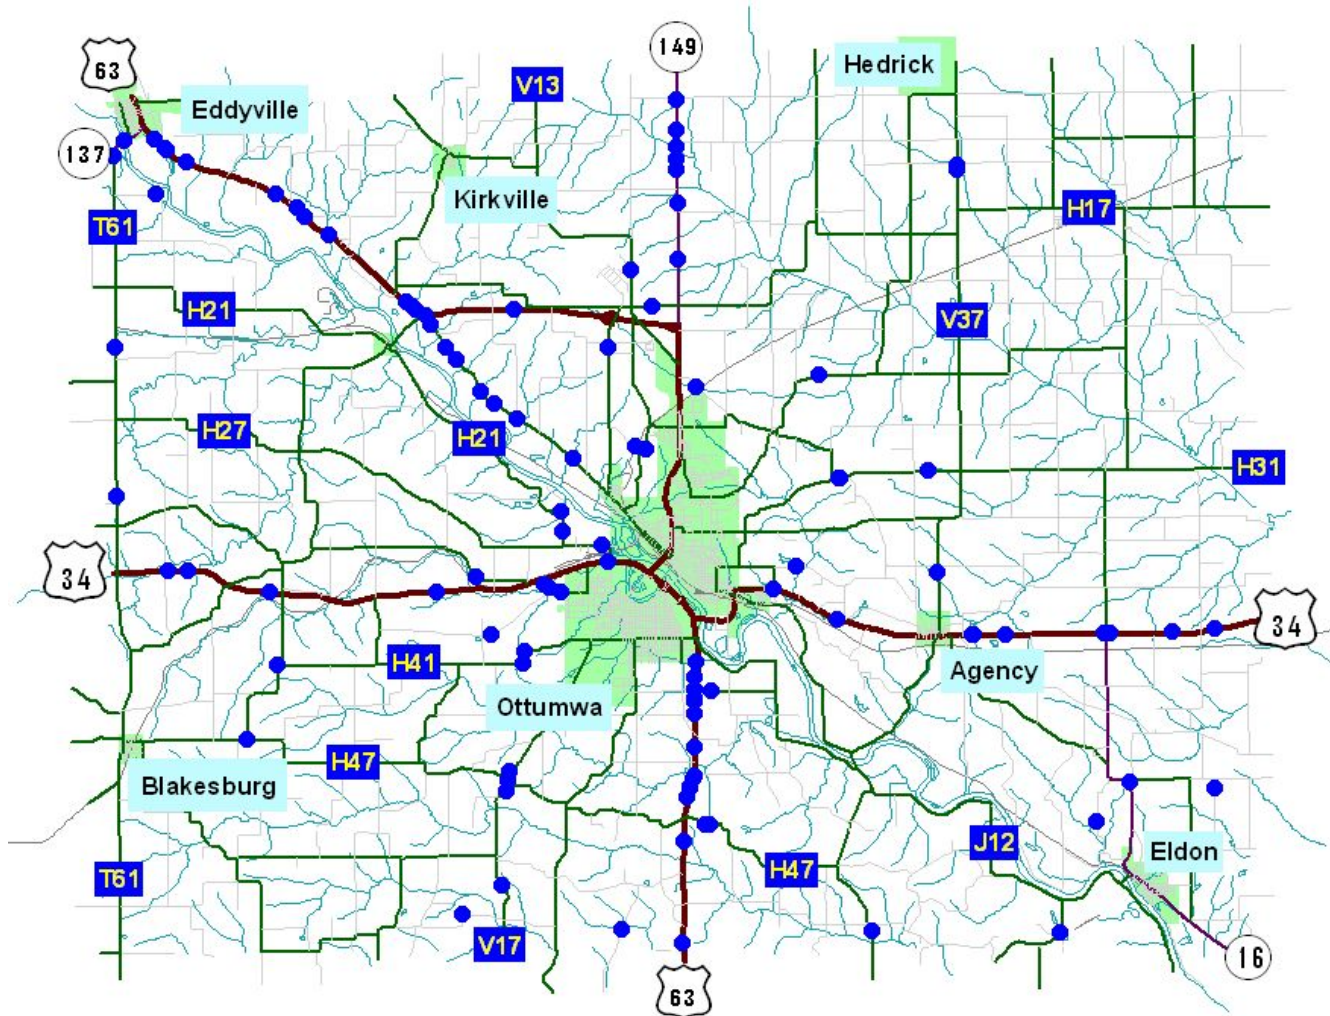 149
Hedrick
63
V13
Eddyville
137
Kirkville
H17
T61
H21
V37
H27
H21
H31
34
34
H41
Agency
Ottumwa
H47
Blakesburg
J12
Eldon
H47
T61
V17
16
63